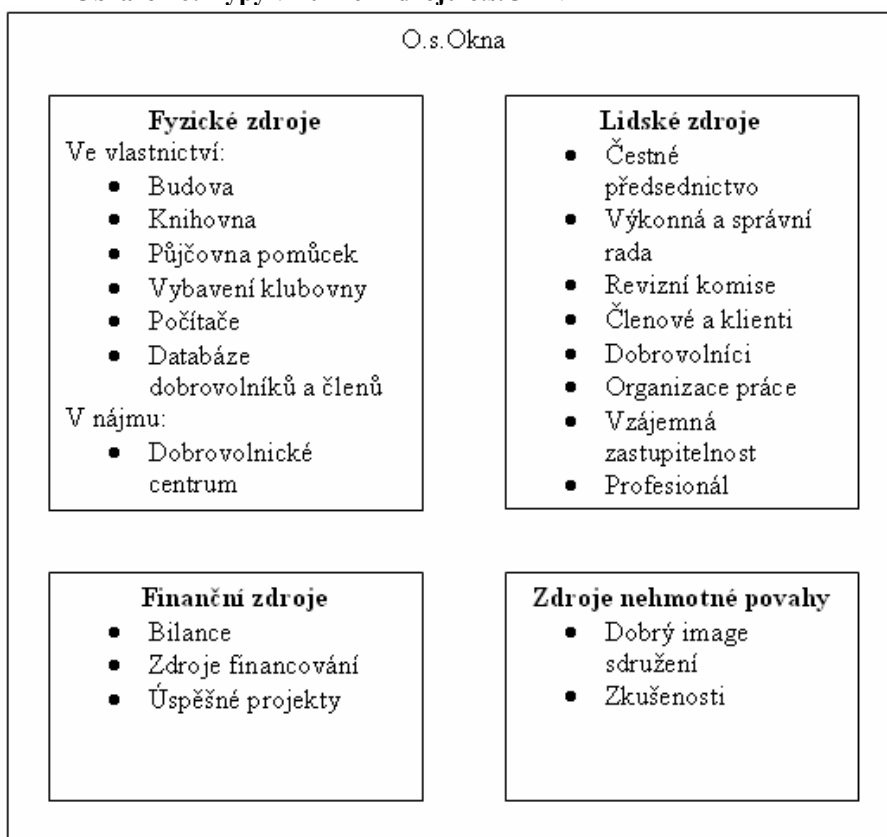 O.s.Okna
Fyzické zdroje
Ve vlastnictví:
• Budova
• Knihovna
• Půjčovna pomůcek
• Vybavení klubovny
• Počítače
• Databáze
dobrovolníků a členů
V nájmu:
• Dobrovolnické
centrum
Lidské zdroje
• Čestné
předsednictvo
• Výkonná a správní
rada
• Revizní komise
• Členové a klienti
• Dobrovolníci
• Organizace práce
• Vzájemná
zastupitelnost
• Profesionál
Finanční zdroje
• Bilance
• Zdroje financování
• Úspěšné projekty
Zdroje nehmotné povahy
• Dobrý image
sdružení
• Zkušenosti